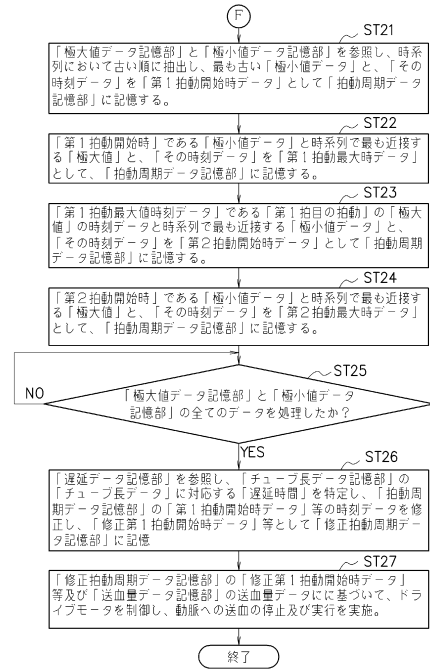 F
ST21
「極大値データ記憶部」と「極小値データ記憶部」を参照し、時系
列において古い順に抽出し、最も古い「極小値データ」と、「そ
の時刻データ」を「第1拍動開始時データ」として「拍動周期データ
記憶部」に記憶する。
ST22
「第1拍動開始時」である「極小値データ」と時系列で最も近接す
る「極大値」と、「その時刻データ」を「第1拍動最大時データ」
として、「拍動周期データ記憶部」に記憶する。
ST23
「第1拍動最大値時刻データ」である「第1拍目の拍動」の「極大
値」の時刻データと時系列で最も近接する「極小値データ」と、
「その時刻データ」を「第2拍動開始時データ」として「拍動周期
データ記憶部」に記憶する。
ST24
「第2拍動開始時」である「極小値データ」と時系列で最も近接す
る「極大値」と、「その時刻データ」を「第2拍動最大時データ」
として、「拍動周期データ記憶部」に記憶する。
ST25
NO
「極大値データ記憶部」と「極小値データ
記憶部」の全てのデータを処理したか？
YES
ST26
「遅延データ記憶部」を参照し、「チューブ長データ記憶部」の
「チューブ長データ」に対応する「遅延時間」を特定し、「拍動周
期データ記憶部」の「第1拍動開始時データ」等の時刻データを修
正し、「修正第1拍動開始時データ」等として「修正拍動周期デー
タ記憶部」に記憶
ST27
「修正拍動周期データ記憶部」の「修正第1拍動開始時データ」
等及び「送血量データ記憶部」の送血量データにに基づいて、ドラ
イブモータを制御し、動脈への送血の停止及び実行を実施。
終了